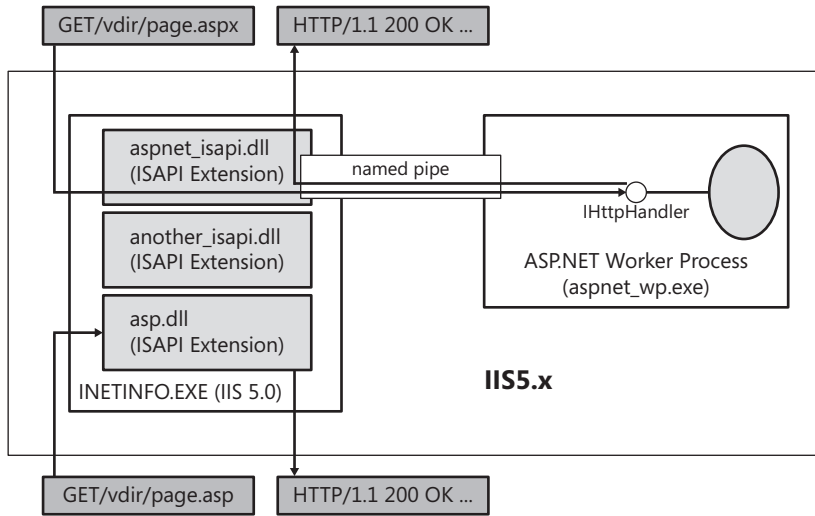 GET/vdir/page.aspx
HTTP/1.1 200 OK ...
aspnet_isapi.dll
(ISAPI Extension)
named pipe
IHttpHandler
another_isapi.dll
(ISAPI Extension)
ASP.NET Worker Process
(aspnet_wp.exe)
asp.dll
(ISAPI Extension)
INETINFO.EXE (IIS 5.0)
IIS5.x
GET/vdir/page.asp
HTTP/1.1 200 OK ...